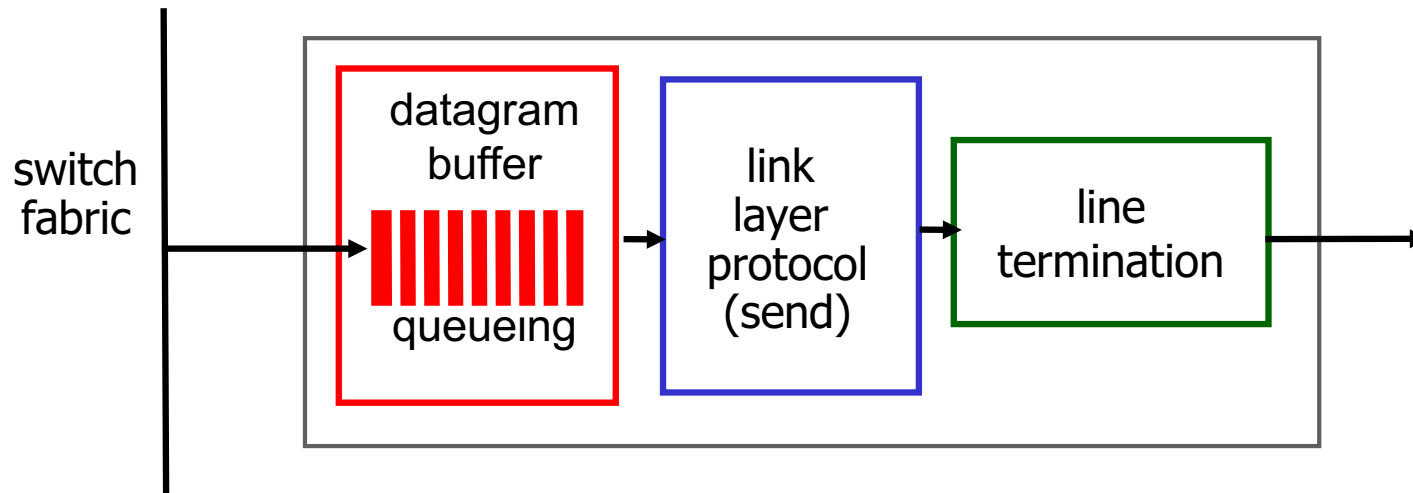 switch
fabric
datagram
buffer
queueing
link
layer
protocol
(send)
line
termination